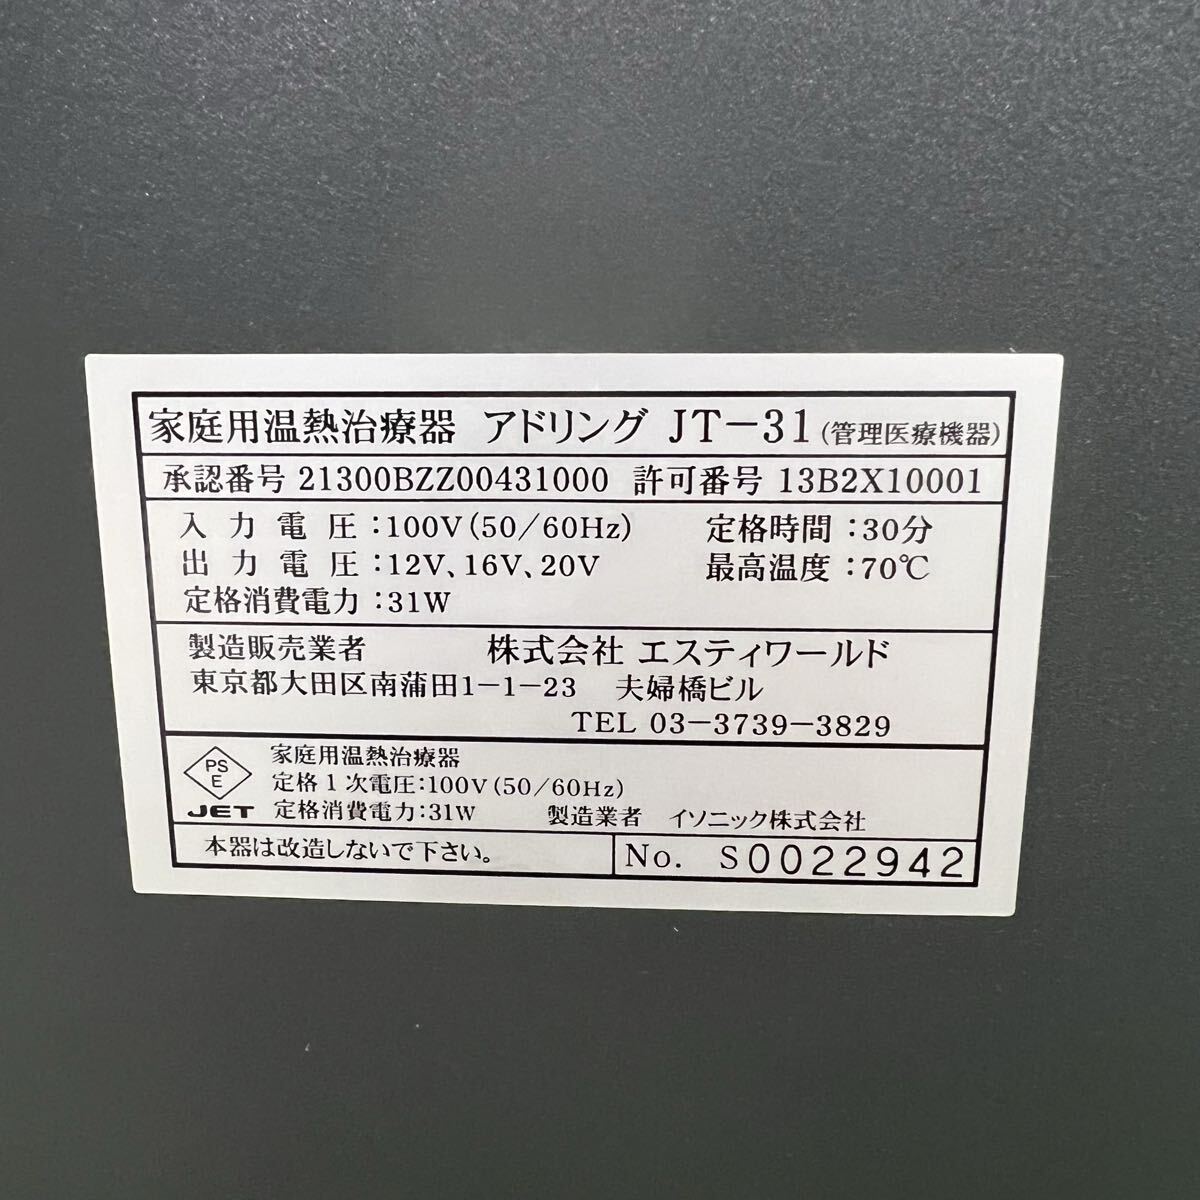 家庭用温熱治療器 アドリング JT-31 (管理医療機器)
承認番号 21300BZZ00431000 許可番号 13B2X10001
入力電圧:100V(50/60Hz) 定格時間:30分
出力電圧:12V、16V、20V 最高温度:70℃
定格消費電力:31W
製造販売業者 株式会社 エスティワールド
東京都大田区南蒲田1-1-23 夫婦橋ビル
TEL 03-3739-3829
PS
E
JET
家庭用温熱治療器
定格1次電圧:100V(50/60Hz)
定格消費電力:31W 製造業者 イソニック株式会社
本器は改造しないで下さい。
No. S0022942